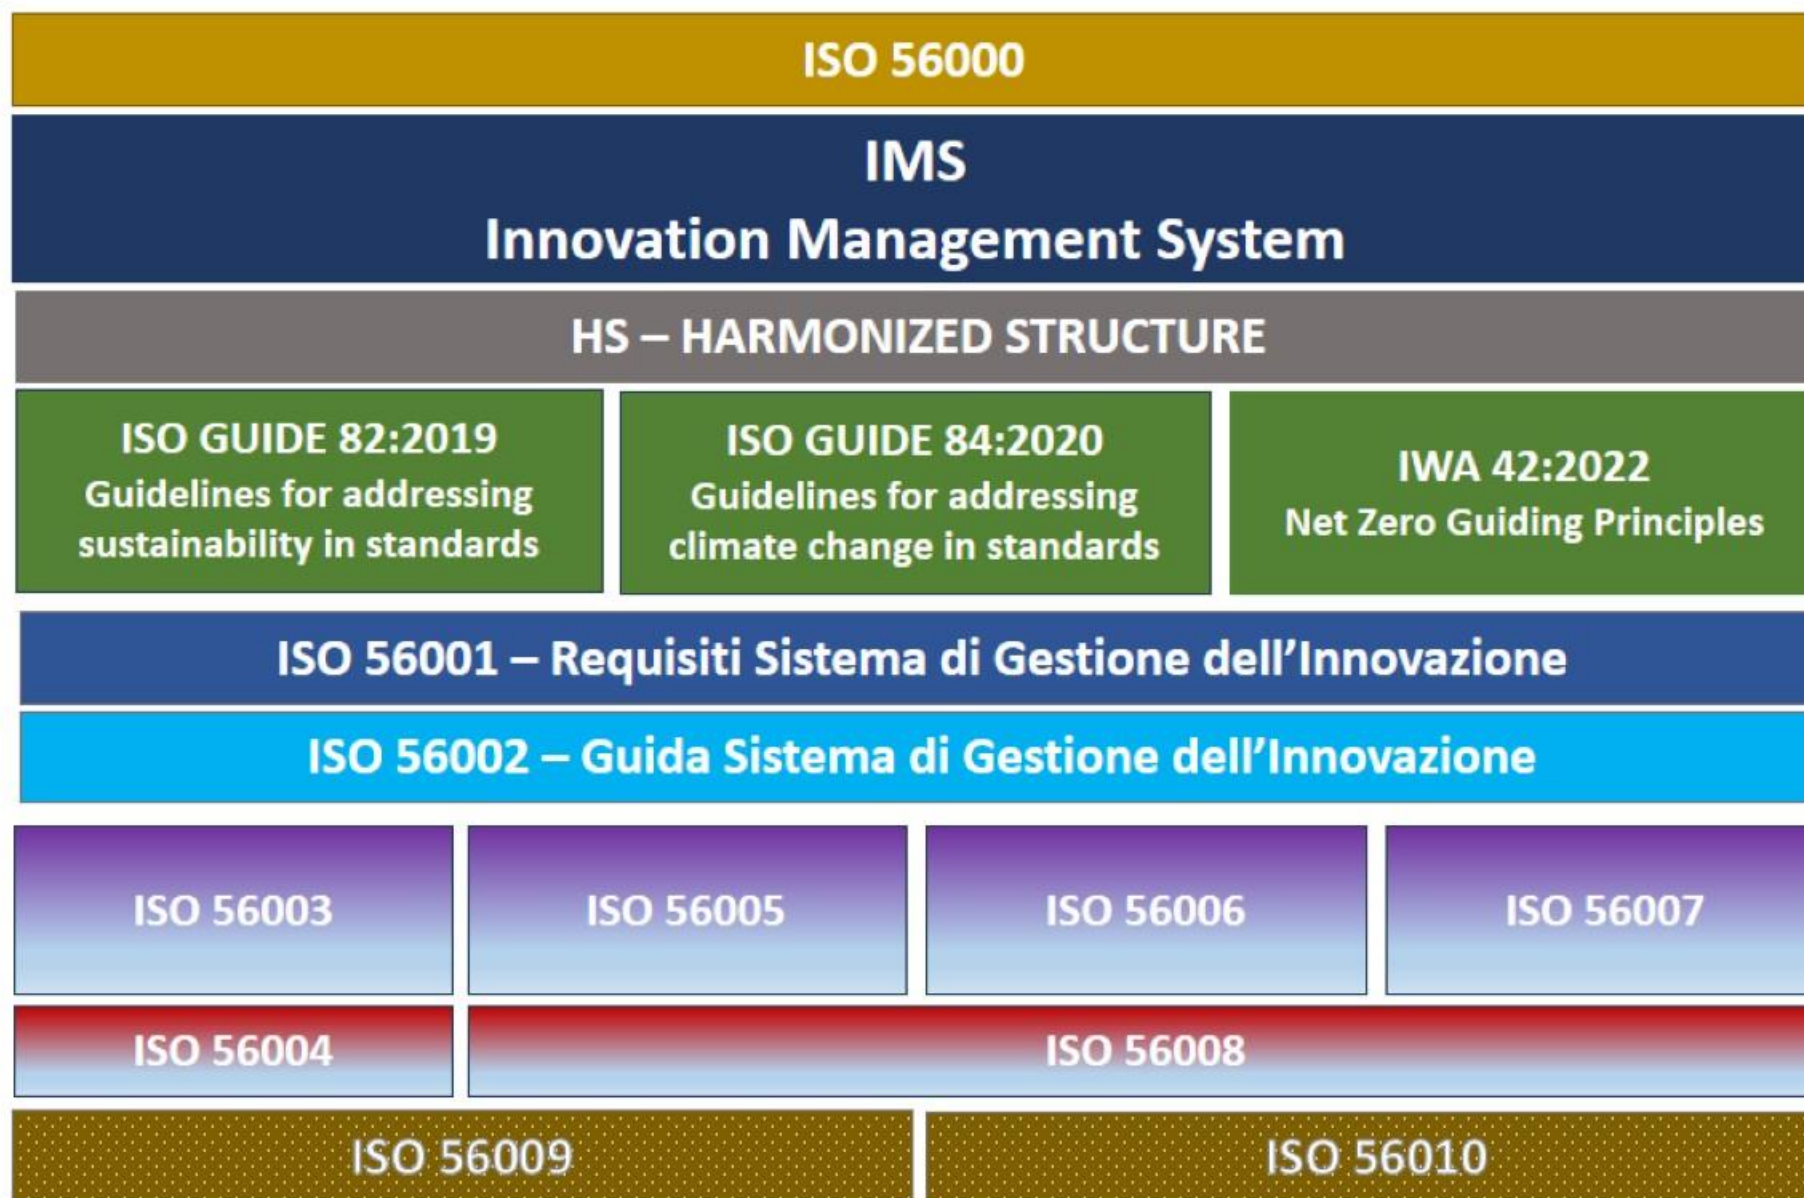 ISO 56000
IMS
Innovation Management System
HS – HARMONIZED STRUCTURE
ISO GUIDE 82:2019
Guidelines for addressing
sustainability in standards
ISO GUIDE 84:2020
Guidelines for addressing
climate change in standards
IWA 42:2022
Net Zero Guiding Principles
ISO 56001 – Requisiti Sistema di Gestione dell’Innovazione
ISO 56002 – Guida Sistema di Gestione dell’Innovazione
ISO 56003
ISO 56005
ISO 56006
ISO 56007
ISO 56004
ISO 56008
ISO 56009
ISO 56010